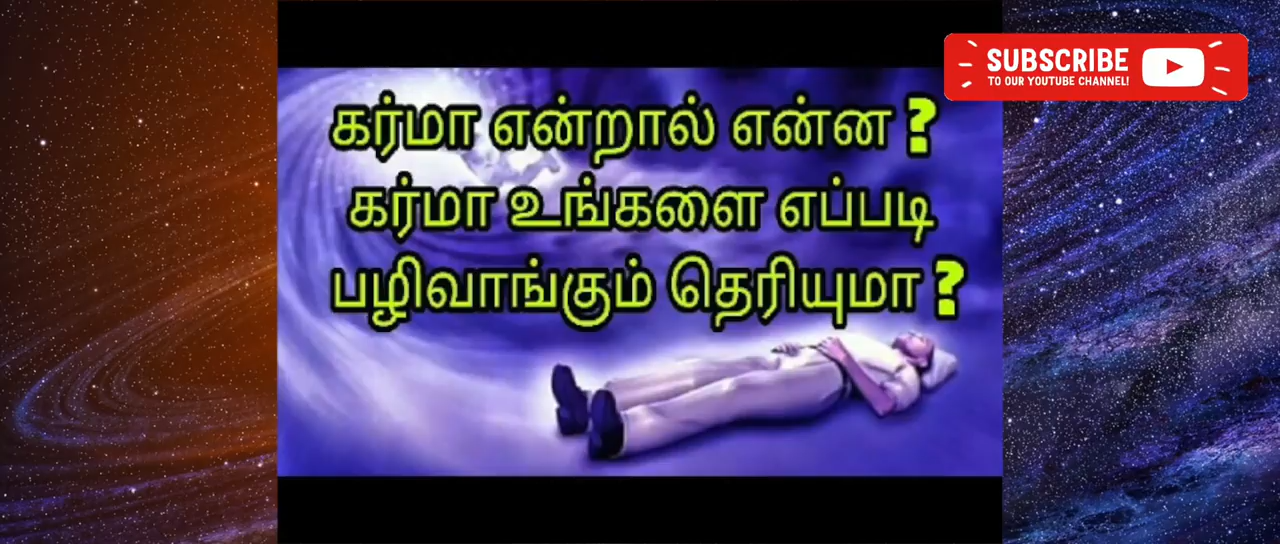 SUBSCRIBE
TO OUR YOUTUBE CHANNEL!
கர்மா என்றால் என்ன ?
கர்மா உங்களை எப்படி
பழிவாங்கும் தெரியுமா ?